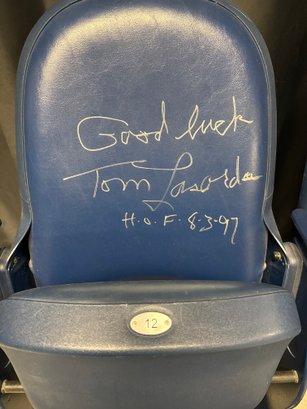 Good luck
Tom Lasorda
H.O.F. 8-3-97
12